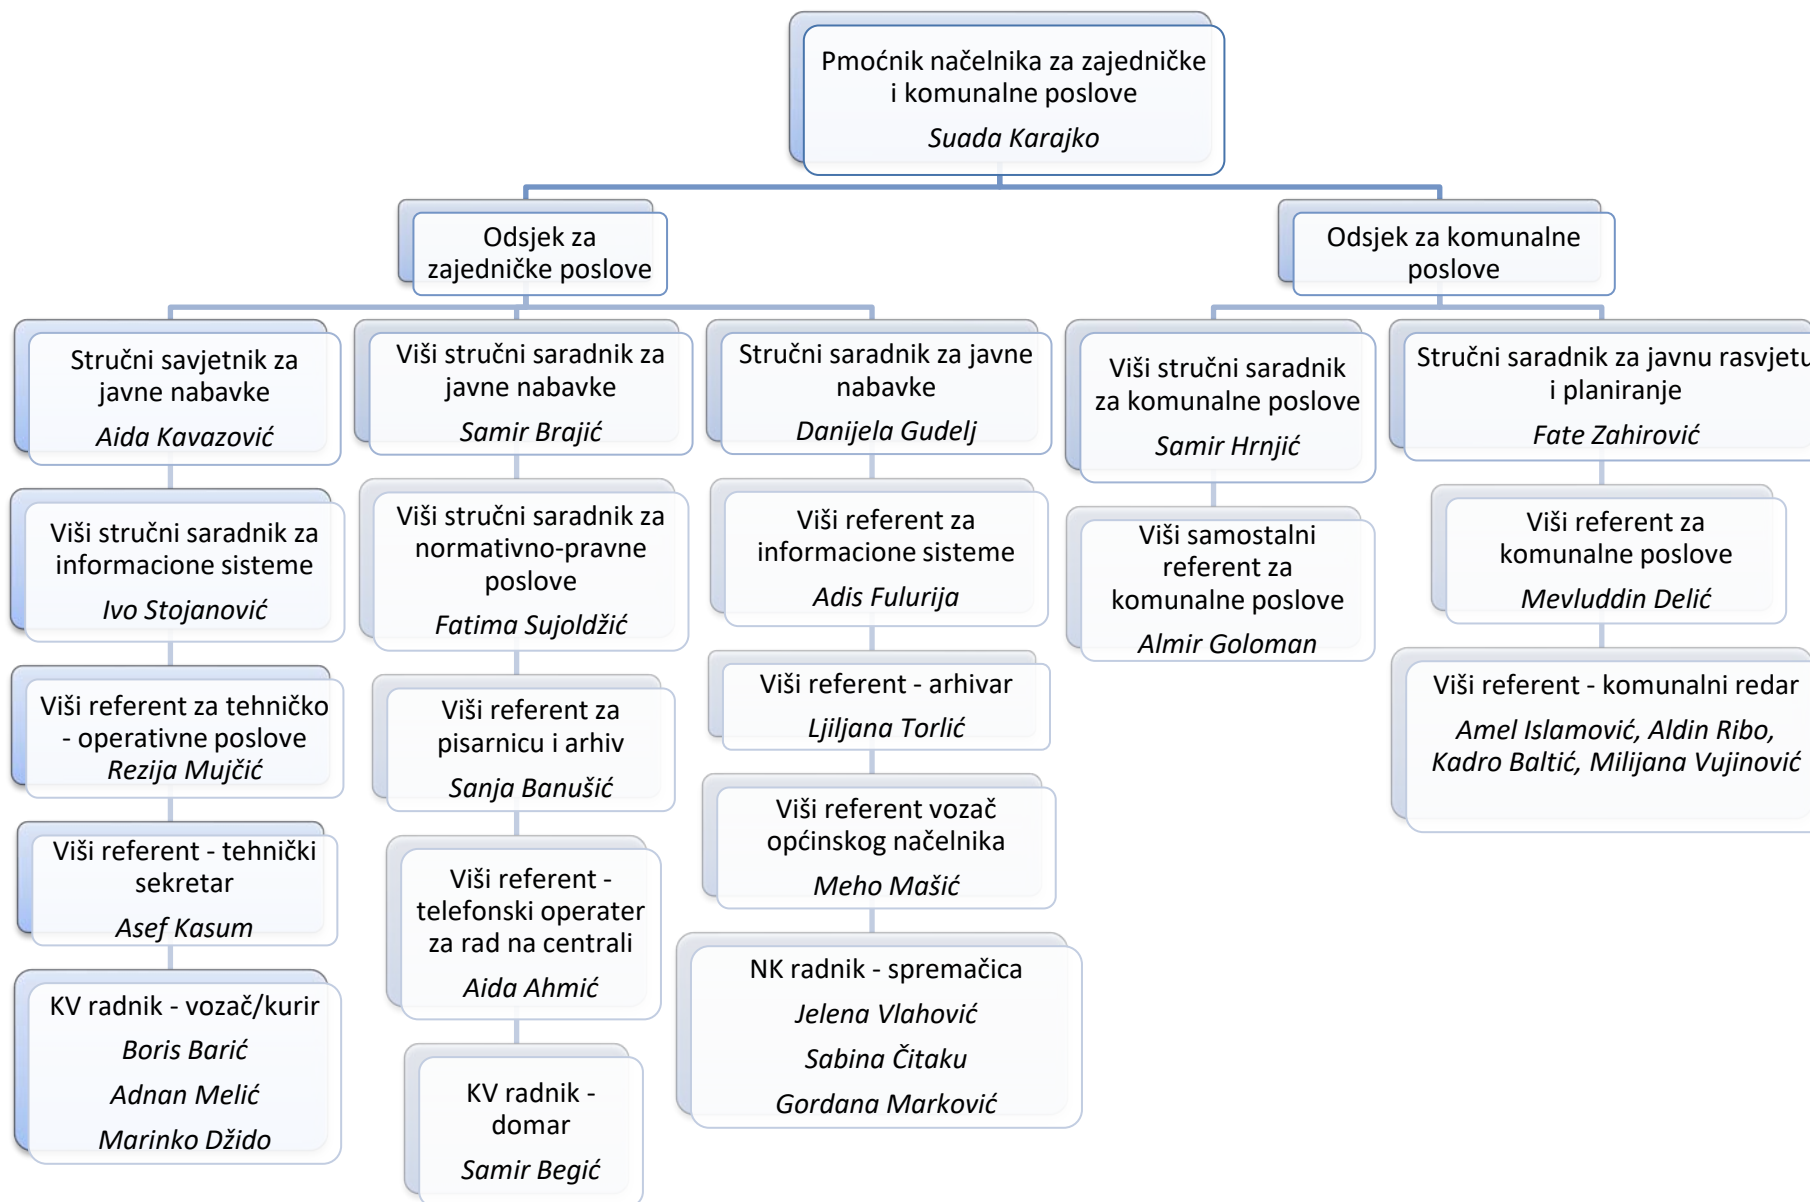 Pmoćnik načelnika za zajedničke
i komunalne poslove
Suada Karajko
Odsjek za
zajedničke poslove
Odsjek za komunalne
poslove
Stručni savjetnik za
javne nabavke
Aida Kavazović
Viši stručni saradnik za
informacione sisteme
Ivo Stojanović
Viši referent za tehničko
- operativne poslove
Rezija Mujčić
Viši referent - tehnički
sekretar
Asef Kasum
KV radnik - vozač/kurir
Boris Barić
Adnan Melić
Marinko Džido
Viši stručni saradnik za
javne nabavke
Samir Brajić
Viši stručni saradnik za
normativno-pravne
poslove
Fatima Sujoldžić
Viši referent za
pisarnicu i arhiv
Sanja Banušić
Viši referent -
telefonski operater
za rad na centrali
Aida Ahmić
KV radnik -
domar
Samir Begić
Stručni saradnik za javne
nabavke
Danijela Gudelj
Viši referent za
informacione sisteme
Adis Fulurija
Viši referent - arhivar
Ljiljana Torlić
Viši referent vozač
općinskog načelnika
Meho Mašić
NK radnik - spremačica
Jelena Vlahović
Sabina Čitaku
Gordana Marković
Viši stručni saradnik
za komunalne poslove
Samir Hrnjić
Viši samostalni
referent za
komunalne poslove
Almir Goloman
Stručni saradnik za javnu rasvjetu
i planiranje
Fate Zahirović
Viši referent za
komunalne poslove
Mevluddin Delić
Viši referent - komunalni redar
Amel Islamović, Aldin Ribo,
Kadro Baltić, Milijana Vujinović